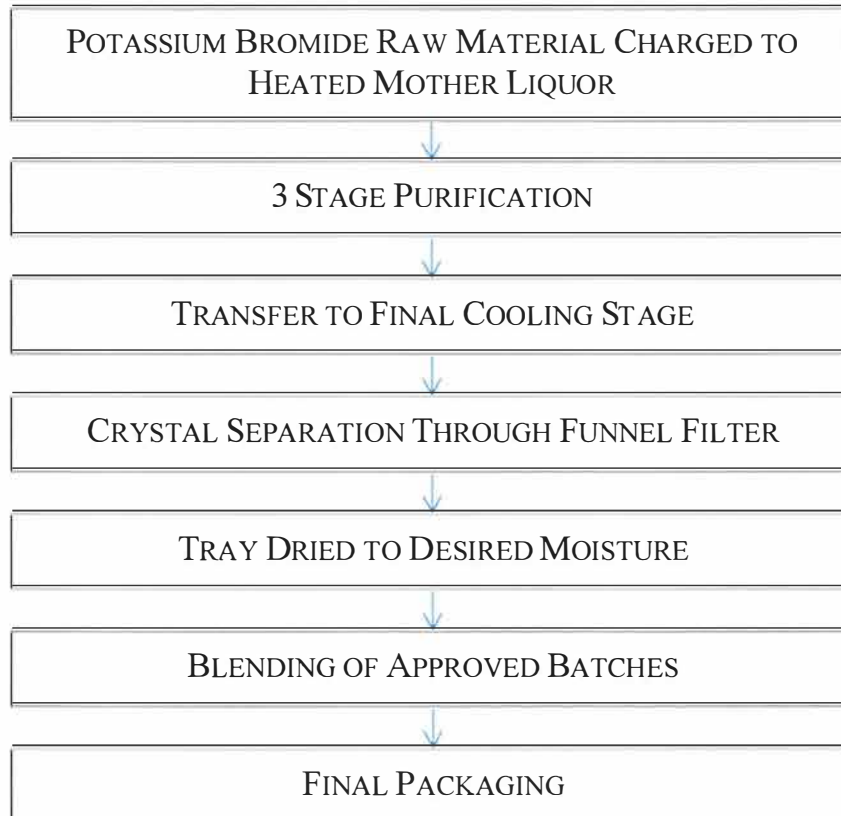 POTASSIUM BROMIDE RAW MATERIAL CHARGED TO
HEATED MOTHER LIQUOR
3 STAGE PURIFICATION
TRANSFER TO FINAL COOLING STAGE
CRYSTAL SEPARATION THROUGH FUNNEL FILTER
TRAY DRIED TO DESIRED MOISTURE
BLENDING OF APPROVED BATCHES
FINAL PACKAGING